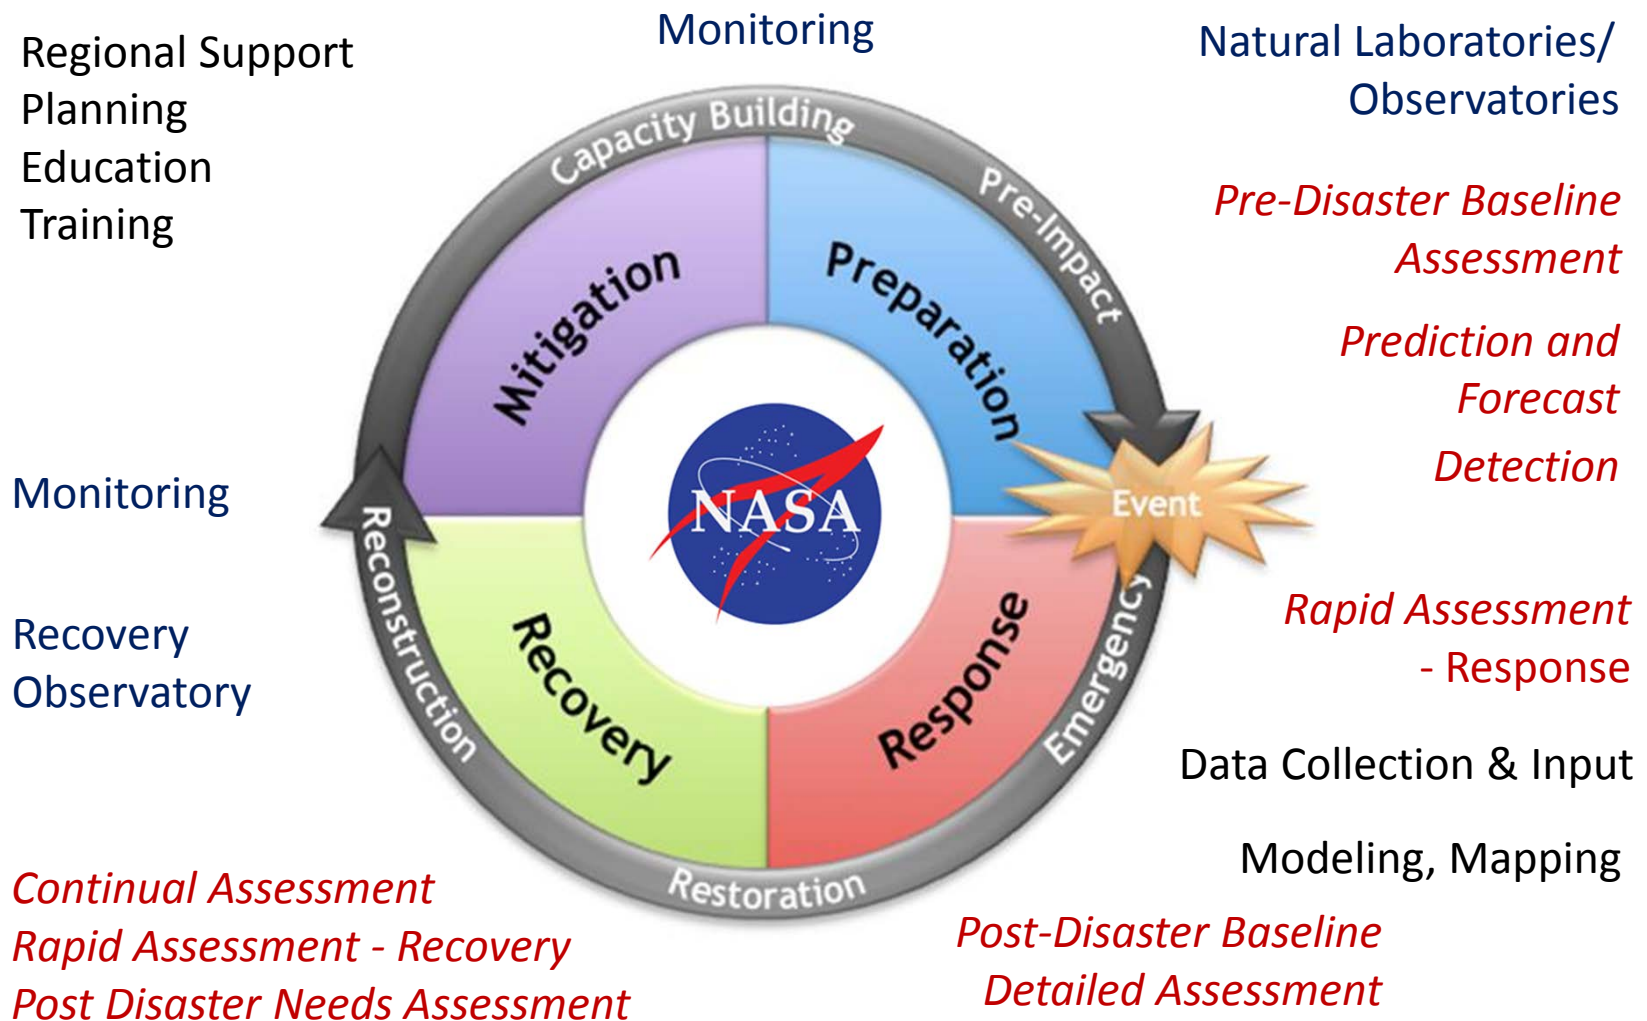 Monitoring
Regional Support
Planning
Education
Training
Natural Laboratories/
Observatories
Pre-Disaster Baseline
Assessment
Prediction and
Forecast
Detection
Capacity Building
Pre-Impact
Mitigation
Preparation
Event
NASA
Monitoring
Recovery
Observatory
Reconstruction
Recovery
Response
Emergency
Restoration
Rapid Assessment
- Response
Data Collection & Input
Modeling, Mapping
Continual Assessment
Rapid Assessment - Recovery
Post Disaster Needs Assessment
Post-Disaster Baseline
Detailed Assessment